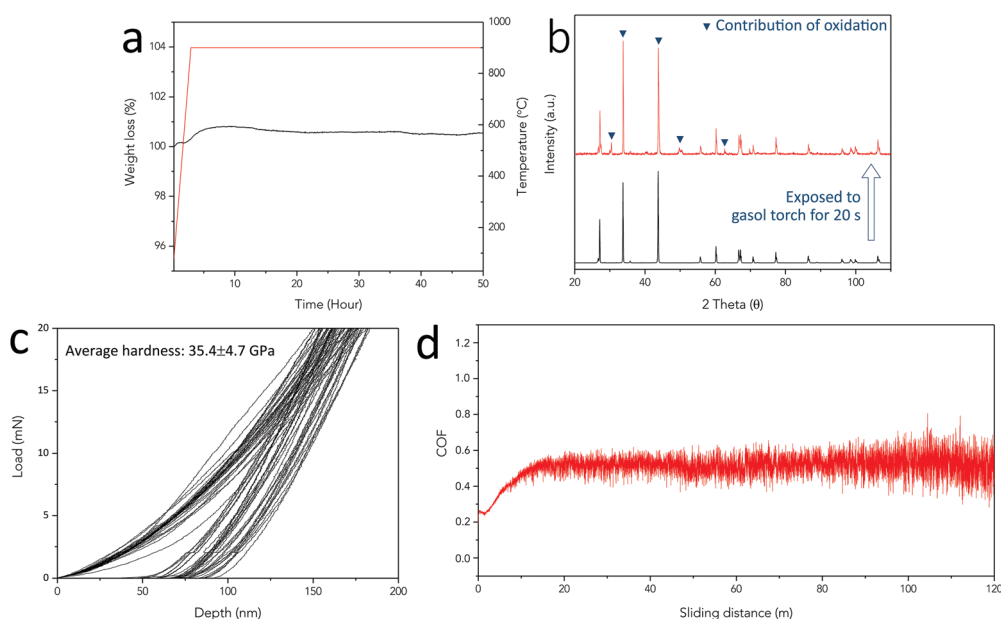 a
104
102
100
98
96
Weight loss (%)
10
20
30
40
50
Time (Hour)
1000
800
600
400
200
Temperature (°C)
b
▼ Contribution of oxidation
Intensity (a.u.)
Exposed to
gasol torch for 20 s
20
40
60
80
100
2 Theta (θ)
c
Average hardness: 35.4±4.7 GPa
20
15
10
5
0
Load (mN)
0
50
100
150
200
Depth (nm)
d
1.2
1.0
0.8
0.6
0.4
0.2
0.0
COF
0
20
40
60
80
100
120
Sliding distance (m)